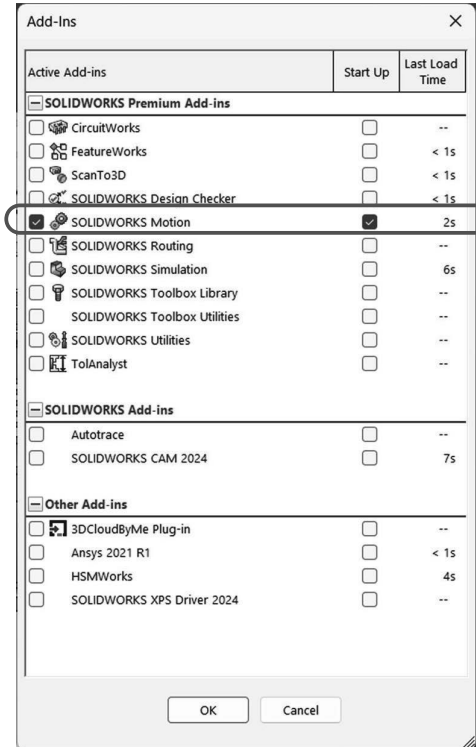 Add-Ins
Active Add-ins Start Up Last Load Time
SOLIDWORKS Premium Add-ins
CircuitWorks --
FeatureWorks < 1s
ScanTo3D < 1s
SOLIDWORKS Design Checker < 1s
SOLIDWORKS Motion 2s
SOLIDWORKS Routing --
SOLIDWORKS Simulation 6s
SOLIDWORKS Toolbox Library --
SOLIDWORKS Toolbox Utilities --
SOLIDWORKS Utilities --
TolAnalyst --
SOLIDWORKS Add-ins
Autotrace --
SOLIDWORKS CAM 2024 7s
Other Add-ins
3DCloudByMe Plug-in --
Ansys 2021 R1 < 1s
HSMWorks 4s
SOLIDWORKS XPS Driver 2024 --
OK Cancel